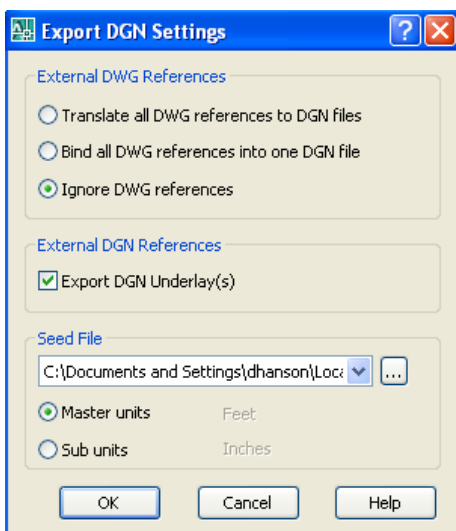 Export DGN Settings
External DWG References
Translate all DWG references to DGN files
Bind all DWG references into one DGN file
Ignore DWG references
External DGN References
Export DGN Underlay(s)
Seed File
C:\Documents and Settings\dhanson\Loca
...
Master units Feet
Sub units Inches
OK Cancel Help